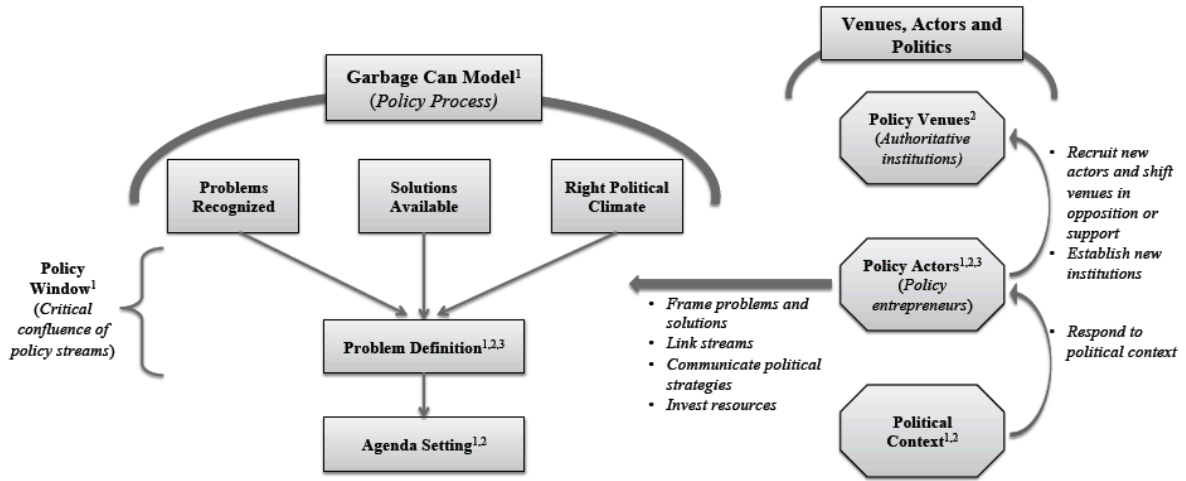 Garbage Can Model¹
(Policy Process)
Problems
Recognized
Solutions
Available
Right Political
Climate
Policy
Window¹
(Critical
confluence of
policy streams)
Problem Definition¹,²,³
Agenda Setting¹,²
Venues, Actors and
Politics
Policy Venues²
(Authoritative
institutions)
• Recruit new
actors and shift
venues in
opposition or
support
• Establish new
institutions
Policy Actors¹,²,³
(Policy
entrepreneurs)
• Frame problems and
solutions
• Link streams
• Communicate political
strategies
• Invest resources
• Respond to
political context
Political
Context¹,²